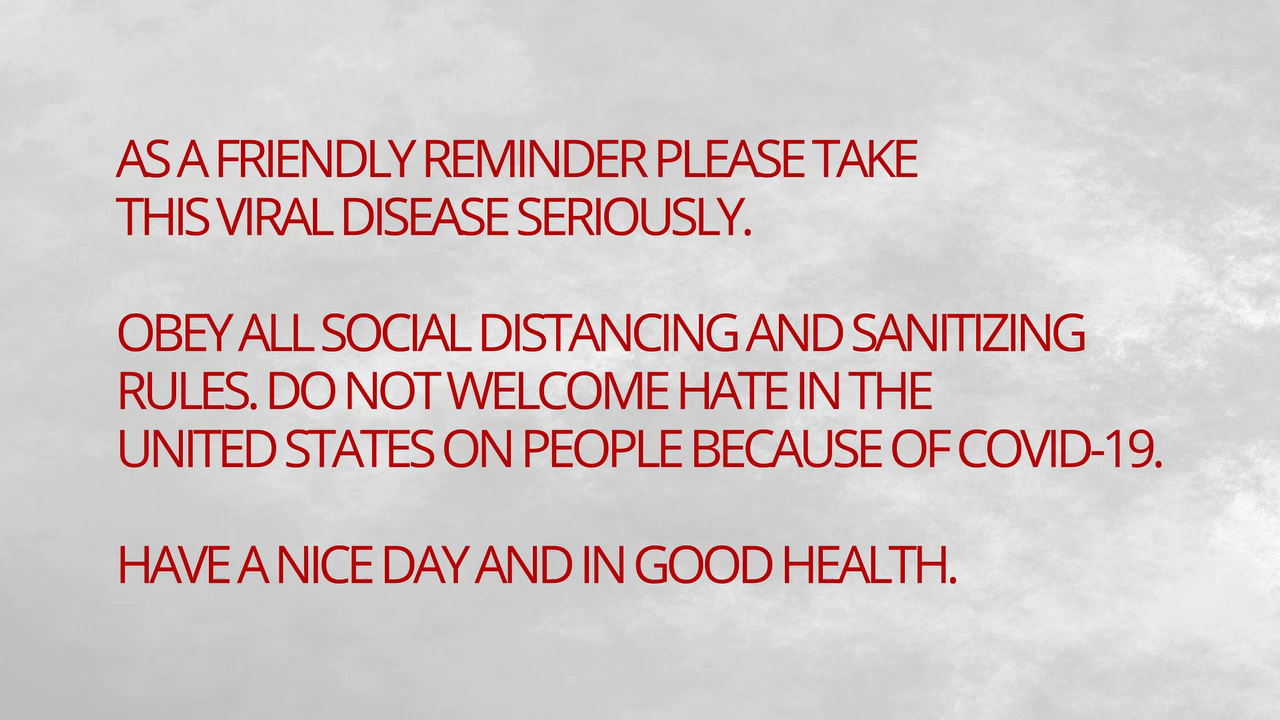 AS A FRIENDLY REMINDER PLEASE TAKE
THIS VIRAL DISEASE SERIOUSLY.
OBEY ALL SOCIAL DISTANCING AND SANITIZING
RULES. DO NOT WELCOME HATE IN THE
UNITED STATES ON PEOPLE BECAUSE OF COVID-19.
HAVE A NICE DAY AND IN GOOD HEALTH.